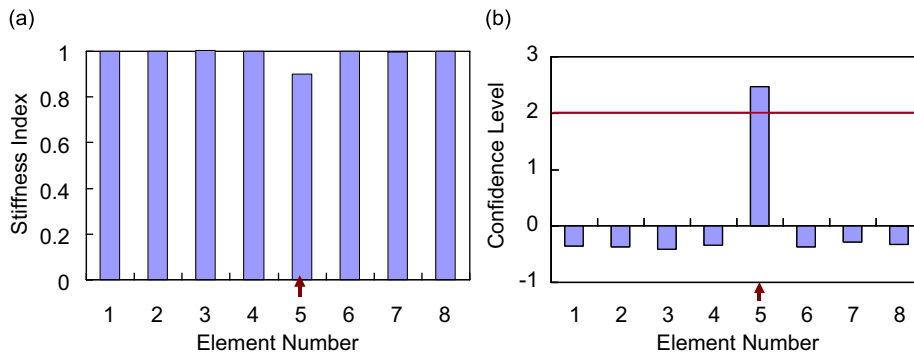 (a)
Stiffness Index
1
0.8
0.6
0.4
0.2
0
1 2 3 4 5 6 7 8
Element Number
(b)
Confidence Level
3
2
1
0
-1
1 2 3 4 5 6 7 8
Element Number